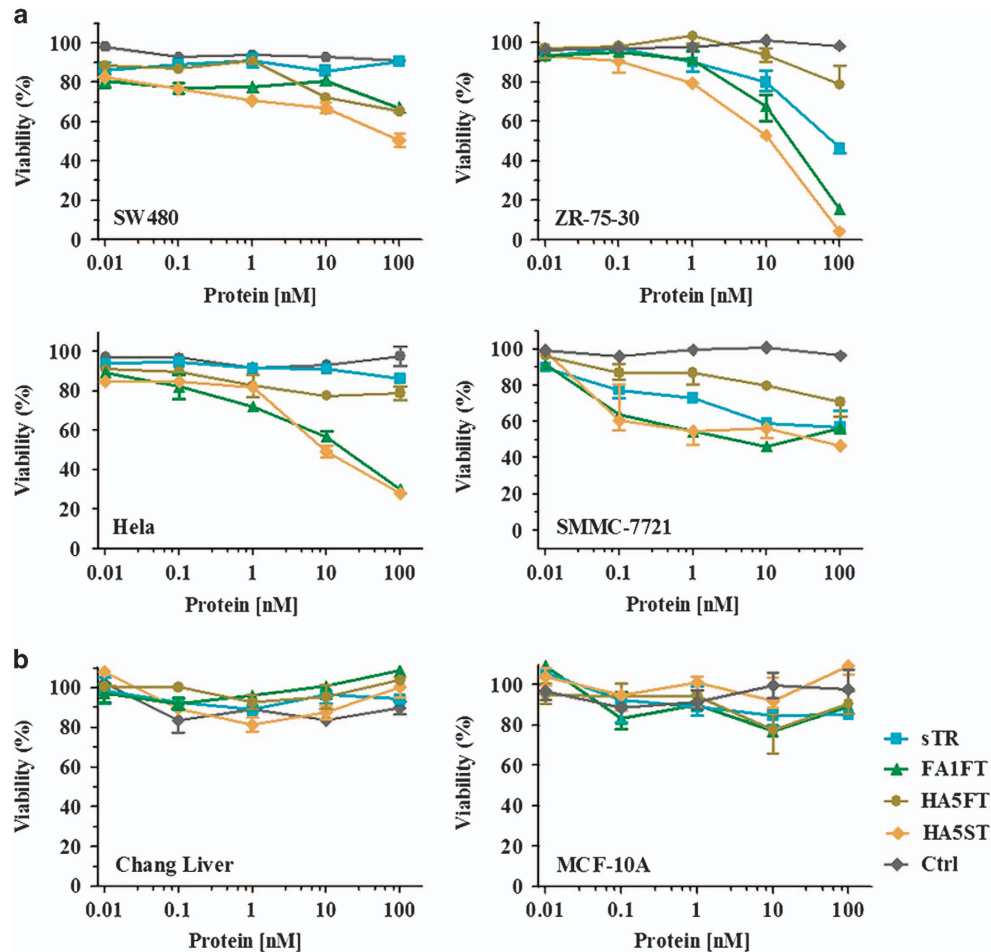 a
Viability (%)
100
80
60
40
20
0
SW480
0.01 0.1 1 10 100
Protein [nM]
Viability (%)
100
80
60
40
20
0
ZR-75-30
0.01 0.1 1 10 100
Protein [nM]
Viability (%)
100
80
60
40
20
0
Hela
0.01 0.1 1 10 100
Protein [nM]
Viability (%)
100
80
60
40
20
0
SMMC-7721
0.01 0.1 1 10 100
Protein [nM]
b
Viability (%)
100
80
60
40
20
0
Chang Liver
0.01 0.1 1 10 100
Protein [nM]
Viability (%)
100
80
60
40
20
0
MCF-10A
0.01 0.1 1 10 100
Protein [nM]
sTR
FA1FT
HA5FT
HA5ST
Ctrl